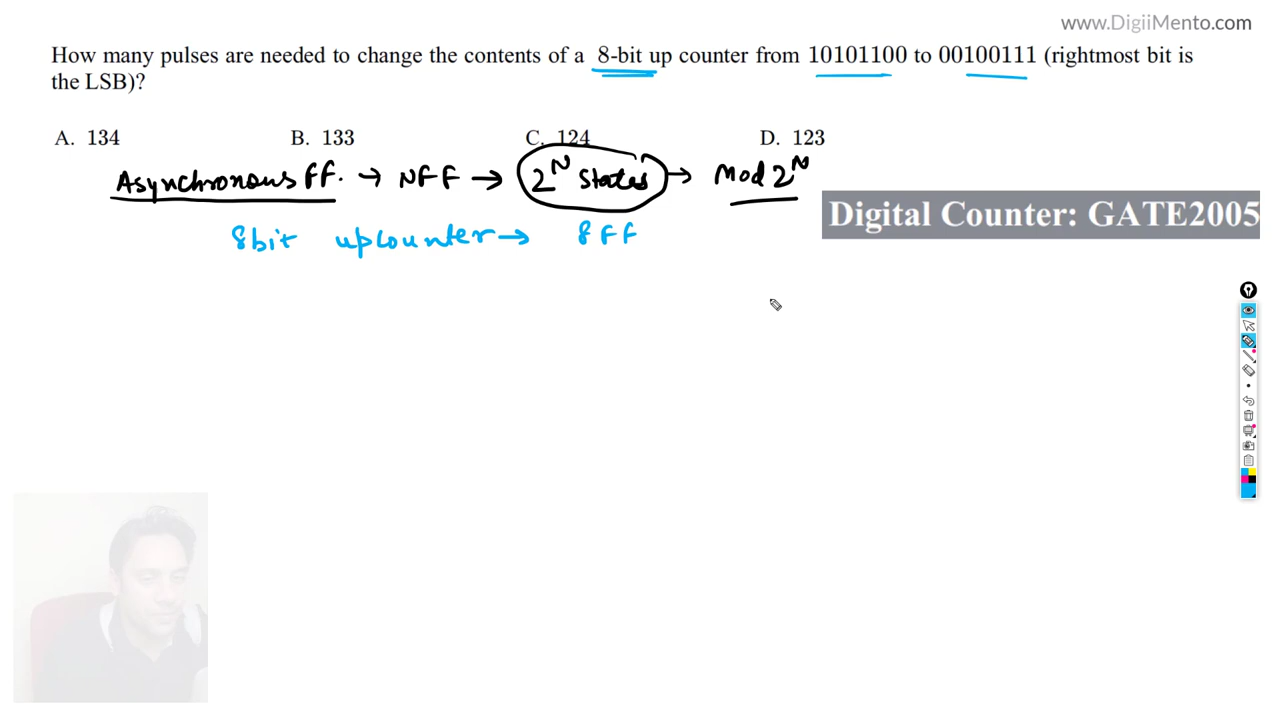 www.DigiiMento.com
How many pulses are needed to change the contents of a 8-bit up counter from 10101100 to 00100111 (rightmost bit is
the LSB)?
A. 134 B. 133 C. 124 D. 123
Asynchronous FF. → NFF → 2^N States → Mod 2^N
Digital Counter: GATE2005
8bit upcounter → 8FF